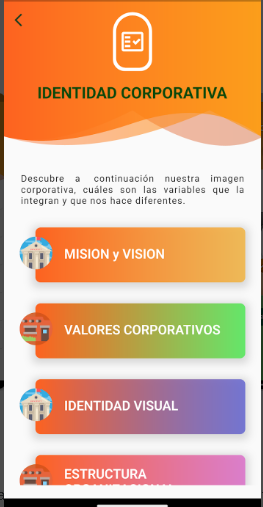 IDENTIDAD CORPORATIVA
Descubre a continuación nuestra imagen
corporativa, cuáles son las variables que la
integran y que nos hace diferentes.
MISION y VISION
VALORES CORPORATIVOS
IDENTIDAD VISUAL
ESTRUCTURA
ORGANIZACIONAL